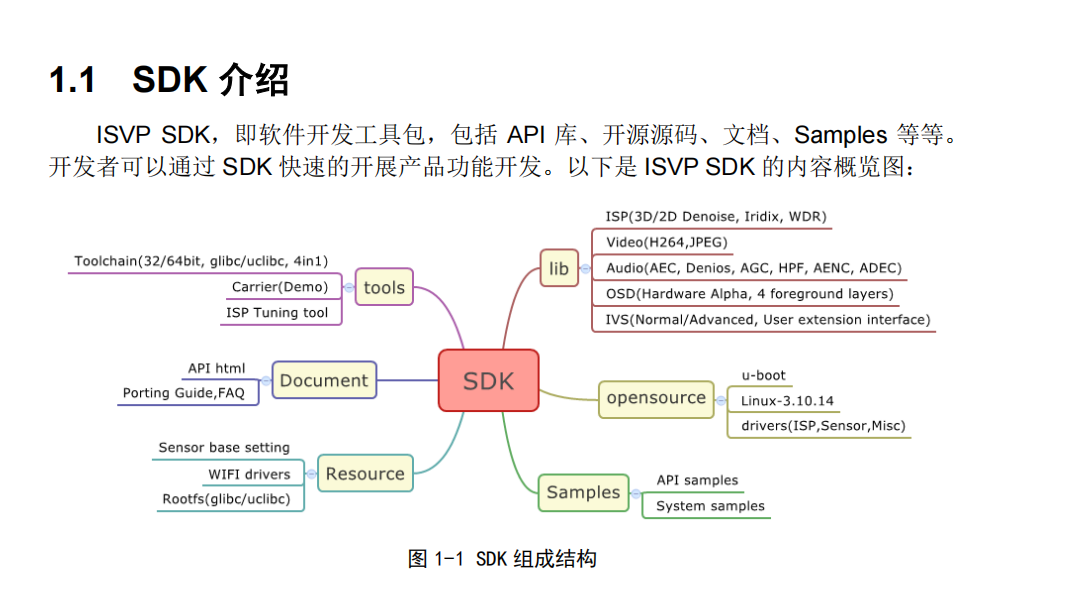 1.1 SDK 介绍
ISVP SDK，即软件开发工具包，包括 API 库、开源源码、文档、Samples 等等。
开发者可以通过 SDK 快速的开展产品功能开发。以下是 ISVP SDK 的内容概览图：
Toolchain(32/64bit, glibc/uclibc, 4in1)
Carrier(Demo)
ISP Tuning tool
tools
API html
Porting Guide,FAQ
Document
Sensor base setting
WIFI drivers
Rootfs(glibc/uclibc)
Resource
SDK
lib
ISP(3D/2D Denoise, Iridix, WDR)
Video(H264,JPEG)
Audio(AEC, Denios, AGC, HPF, AENC, ADEC)
OSD(Hardware Alpha, 4 foreground layers)
IVS(Normal/Advanced, User extension interface)
opensource
u-boot
Linux-3.10.14
drivers(ISP,Sensor,Misc)
Samples
API samples
System samples
图 1-1 SDK 组成结构